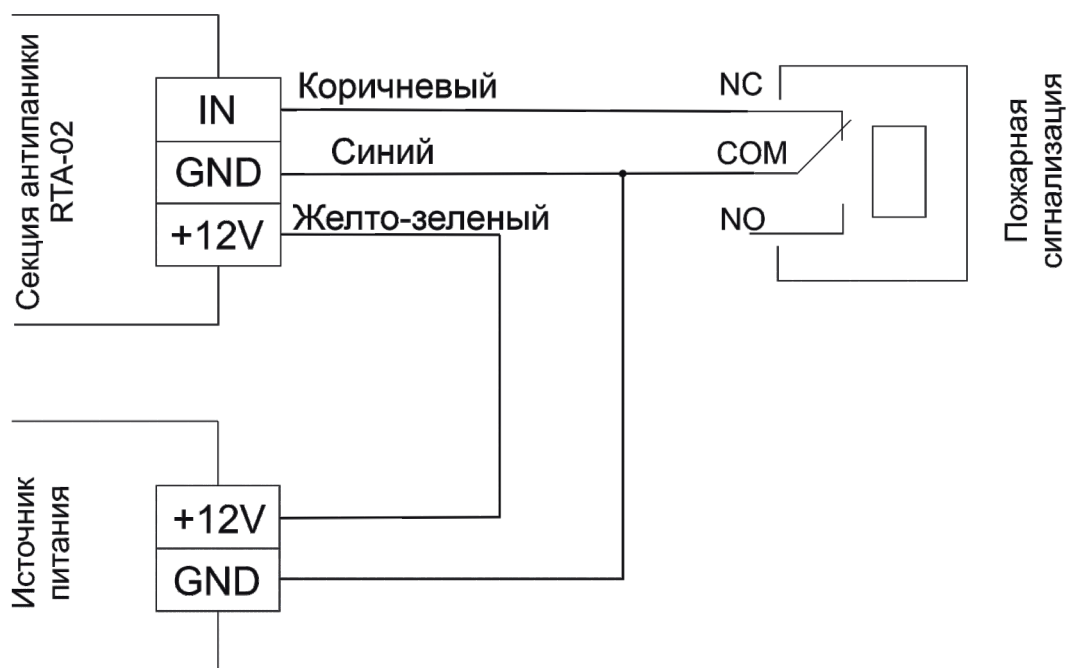 Секция антипаники
RTA-02
IN
GND
+12V
Коричневый
Синий
Желто-зеленый
NC
COM
NO
Пожарная
сигнализация
Источник
питания
+12V
GND